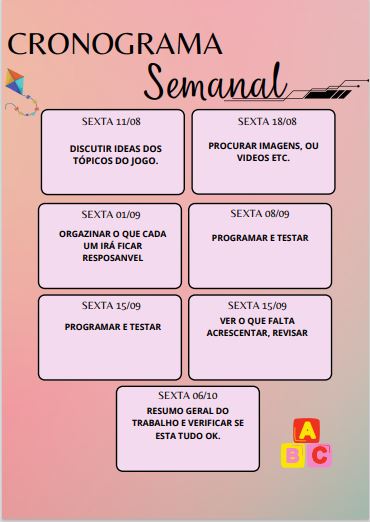 CRONOGRAMA
Semanal
SEXTA 11/08
DISCUTIR IDEAS DOS
TÓPICOS DO JOGO.
SEXTA 18/08
PROCURAR IMAGENS, OU
VIDEOS ETC.
SEXTA 01/09
ORGAZINAR O QUE CADA
UM IRÁ FICAR
RESPOSANVEL
SEXTA 08/09
PROGRAMAR E TESTAR
SEXTA 15/09
PROGRAMAR E TESTAR
SEXTA 15/09
VER O QUE FALTA
ACRESCENTAR, REVISAR
SEXTA 06/10
RESUMO GERAL DO
TRABALHO E VERIFICAR SE
ESTA TUDO OK.
A
B C